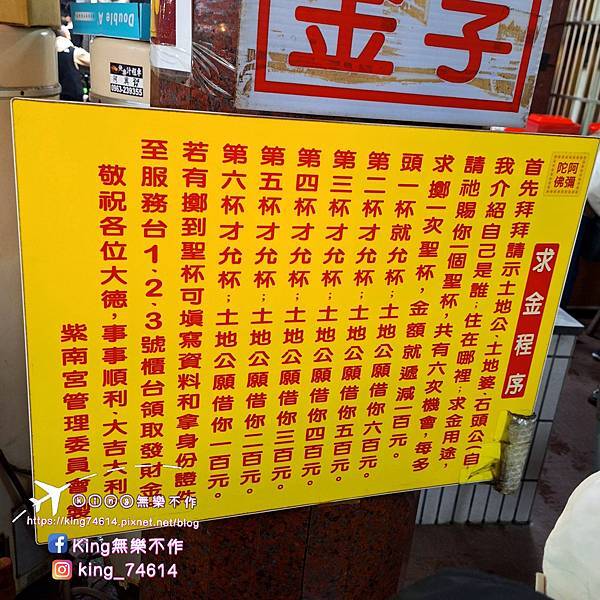 Double A
0963-239355
金子
阿彌
陀佛
求金程序
首先拜拜請示土地公、土地婆、石頭公、自
我介紹自己是誰；住在哪裡；求金用途，
請祂賜你一個聖杯，共有六次機會，每多
求擲一次聖杯，金額就遞減一百元。
頭一杯就允杯；土地公願借你六百元。
第二杯才允杯；土地公願借你五百元。
第三杯才允杯；土地公願借你四百元。
第四杯才允杯；土地公願借你三百元。
第五杯才允杯；土地公願借你二百元。
第六杯才允杯；土地公願借你一百元。
若有擲到聖杯可填寫資料和拿身份證件
至服務台1、2、3號櫃台領取發財金
敬祝各位大德，事事順利、大吉大利
紫南宮管理委員會
king無樂不作
https://king74614.pixnet.net/blog
King無樂不作
king_74614